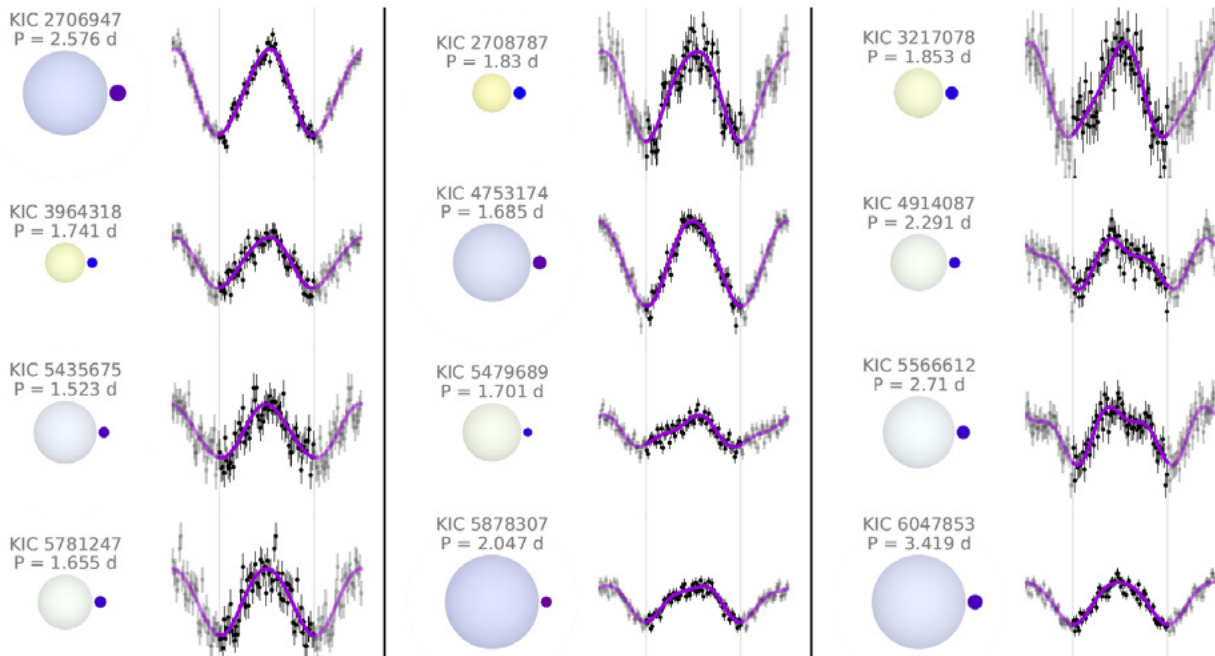 KIC 2706947
P = 2.576 d
KIC 2708787
P = 1.83 d
KIC 3217078
P = 1.853 d
KIC 3964318
P = 1.741 d
KIC 4753174
P = 1.685 d
KIC 4914087
P = 2.291 d
KIC 5435675
P = 1.523 d
KIC 5479689
P = 1.701 d
KIC 5566612
P = 2.71 d
KIC 5781247
P = 1.655 d
KIC 5878307
P = 2.047 d
KIC 6047853
P = 3.419 d